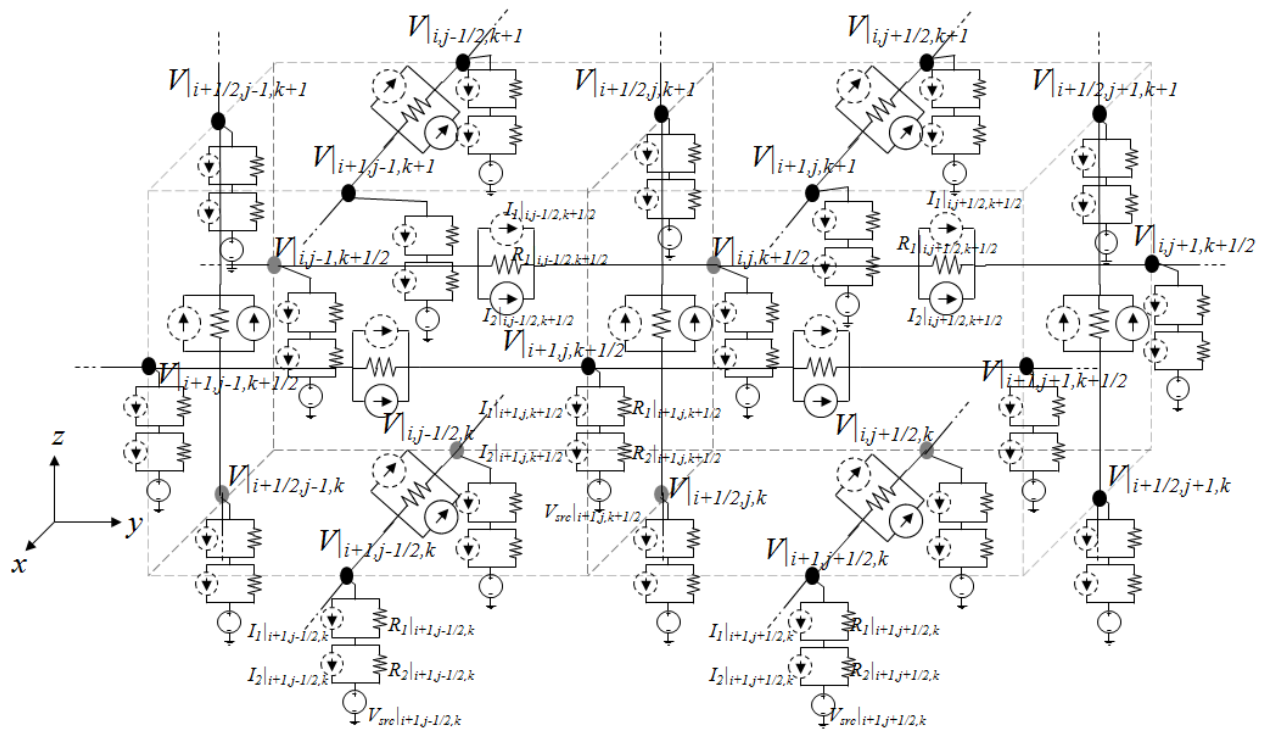 V|i,j-1/2,k+1
V|i,j+1/2,k+1
V|i+1/2,j-1,k+1
V|i+1/2,j,k+1
V|i+1/2,j+1,k+1
V|i+1,j-1,k+1
V|i+1,j,k+1
I1|i,j-1/2,k+1/2
I1|i,j+1/2,k+1/2
V|i,j-1,k+1/2
R1|i,j-1/2,k+1/2
V|i,j,k+1/2
R1|i,j+1/2,k+1/2
V|i,j+1,k+1/2
I2|i,j-1/2,k+1/2
I2|i,j+1/2,k+1/2
V|i+1,j-1,k+1/2
V|i+1,j,k+1/2
V|i+1,j+1,k+1/2
I1|i+1,j,k+1/2
R1|i+1,j,k+1/2
V|i,j-1/2,k
V|i,j+1/2,k
I2|i+1,j,k+1/2
R2|i+1,j,k+1/2
z
y
x
V|i+1/2,j-1,k
Vsrc|i+1,j,k+1/2
V|i+1/2,j,k
V|i+1/2,j+1,k
V|i+1,j-1/2,k
V|i+1,j+1/2,k
I1|i+1,j-1/2,k
R1|i+1,j-1/2,k
I1|i+1,j+1/2,k
R1|i+1,j+1/2,k
I2|i+1,j-1/2,k
R2|i+1,j-1/2,k
I2|i+1,j+1/2,k
R2|i+1,j+1/2,k
Vsrc|i+1,j-1/2,k
Vsrc|i+1,j+1/2,k